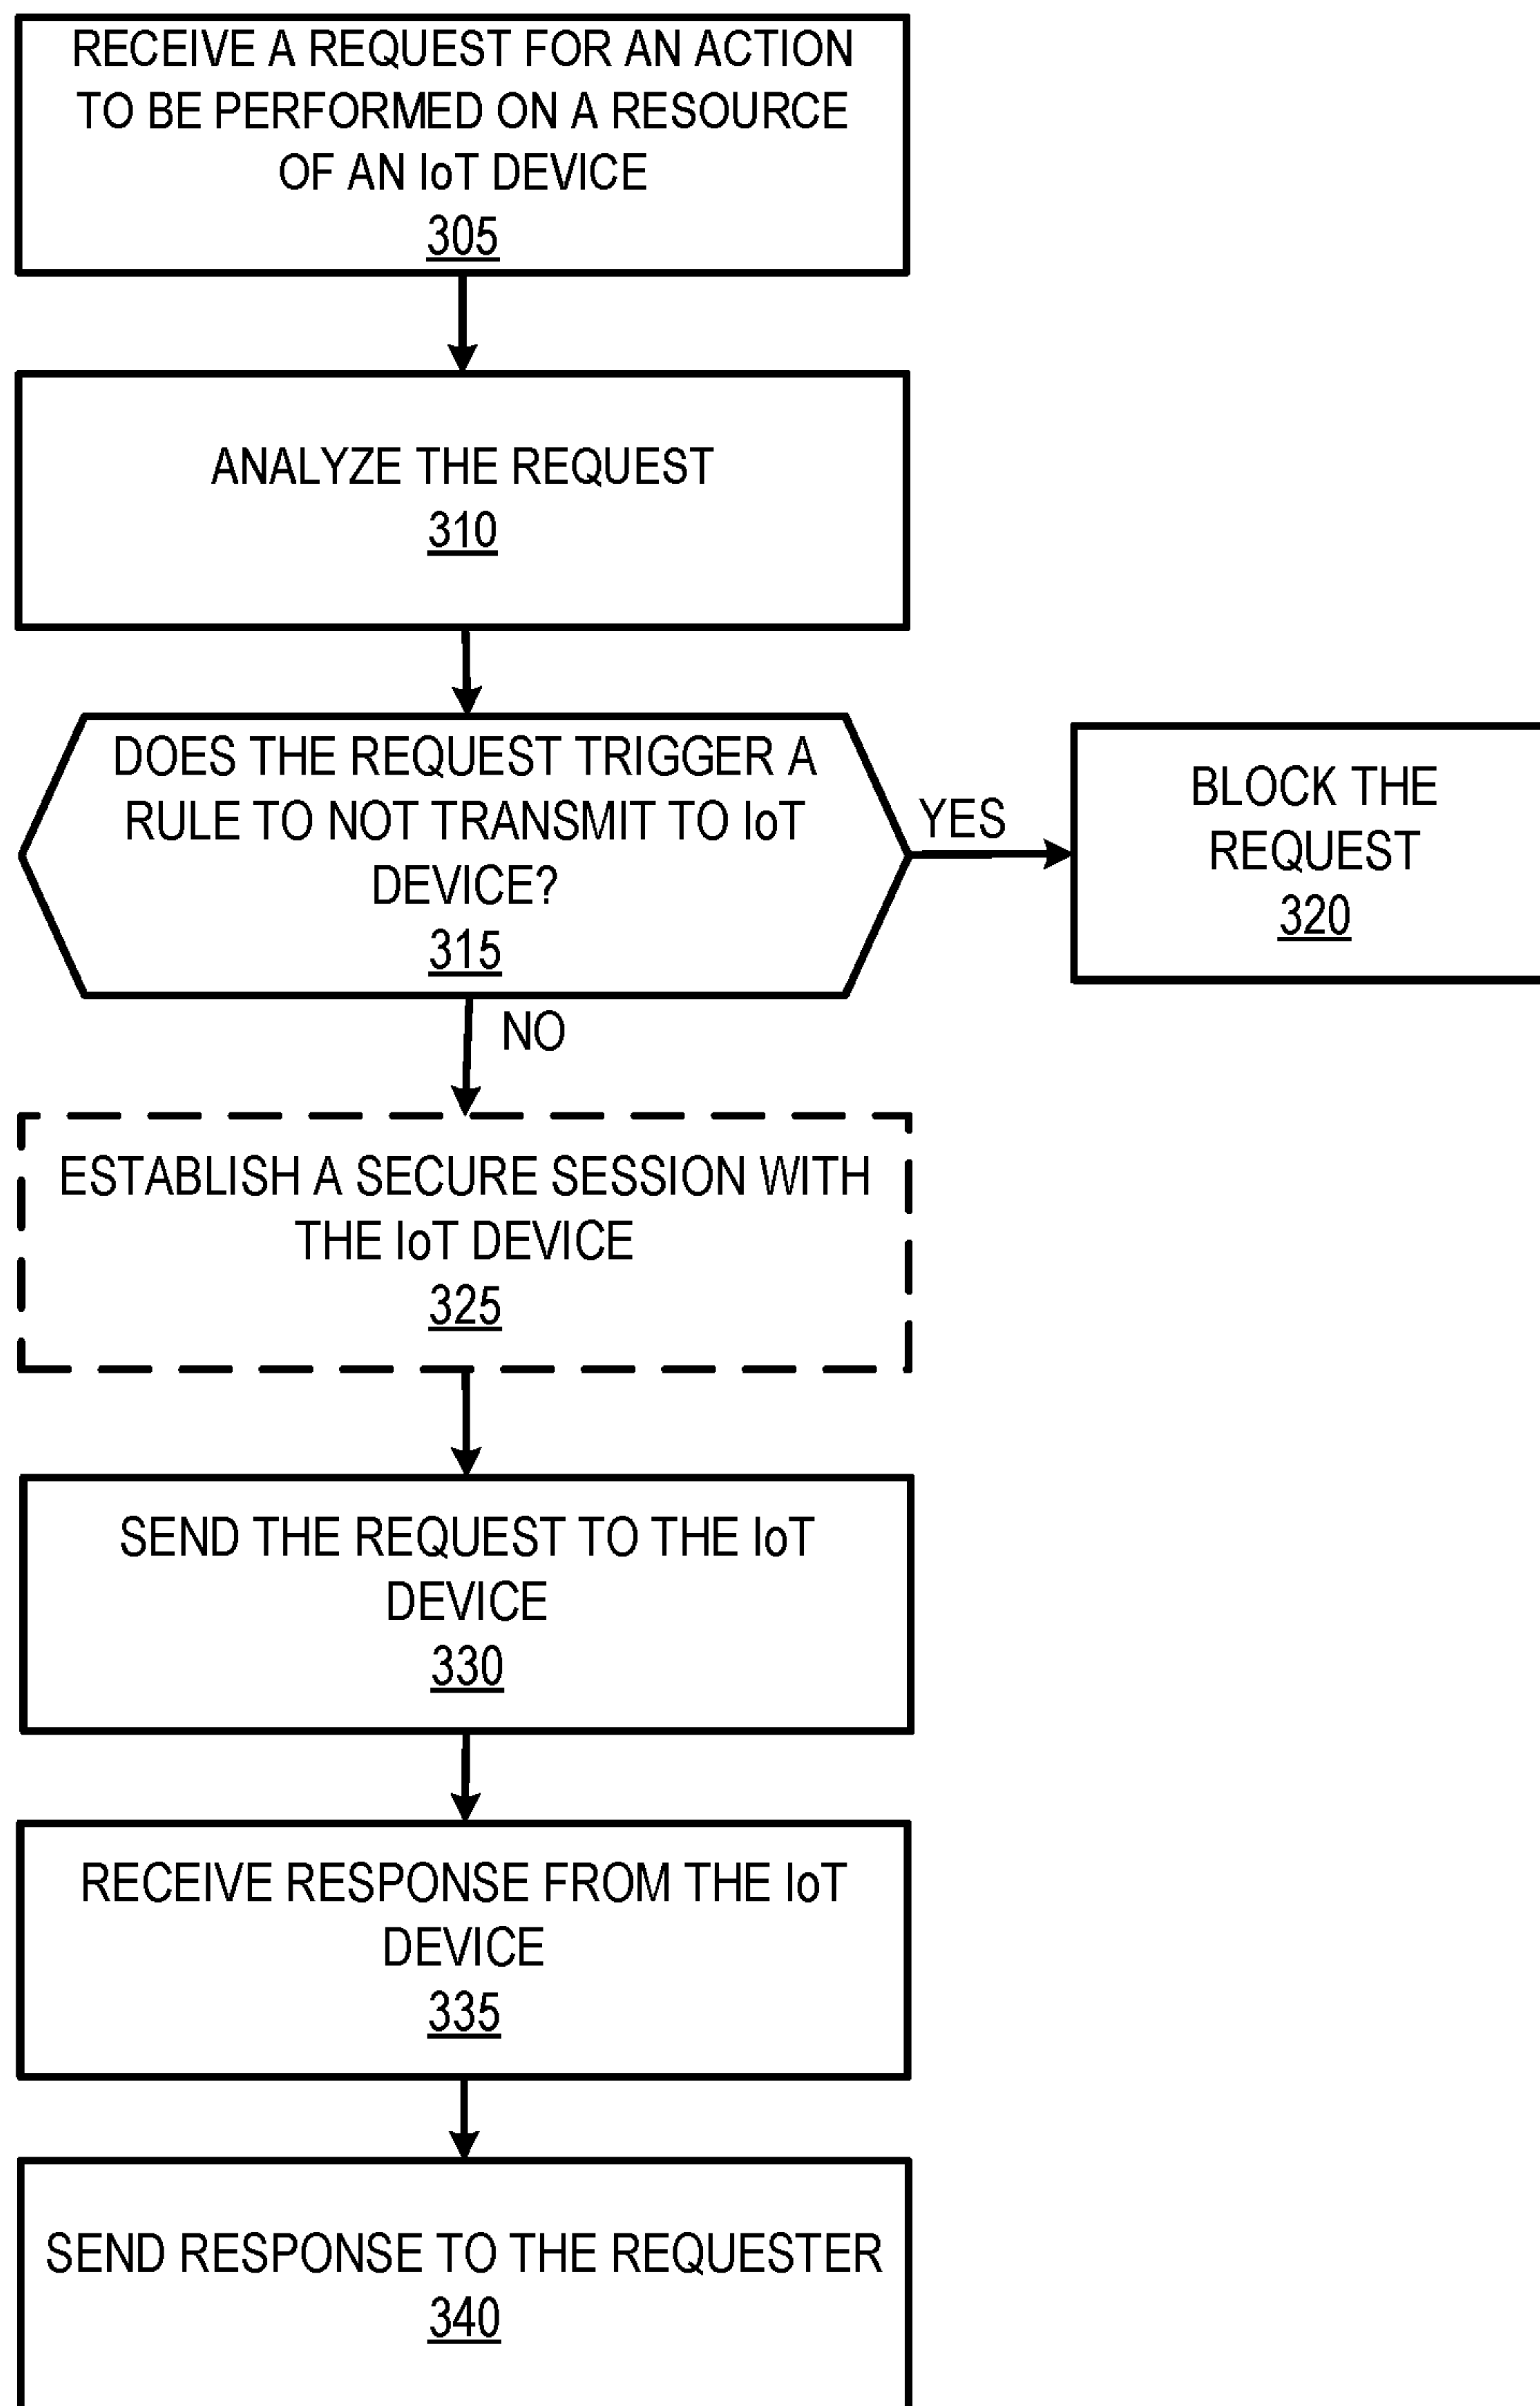 RECEIVE A REQUEST FOR AN ACTION
TO BE PERFORMED ON A RESOURCE
OF AN IoT DEVICE
305
ANALYZE THE REQUEST
310
DOES THE REQUEST TRIGGER A
RULE TO NOT TRANSMIT TO IoT
DEVICE?
315
YES
BLOCK THE
REQUEST
320
NO
ESTABLISH A SECURE SESSION WITH
THE IoT DEVICE
325
SEND THE REQUEST TO THE IoT
DEVICE
330
RECEIVE RESPONSE FROM THE IoT
DEVICE
335
SEND RESPONSE TO THE REQUESTER
340